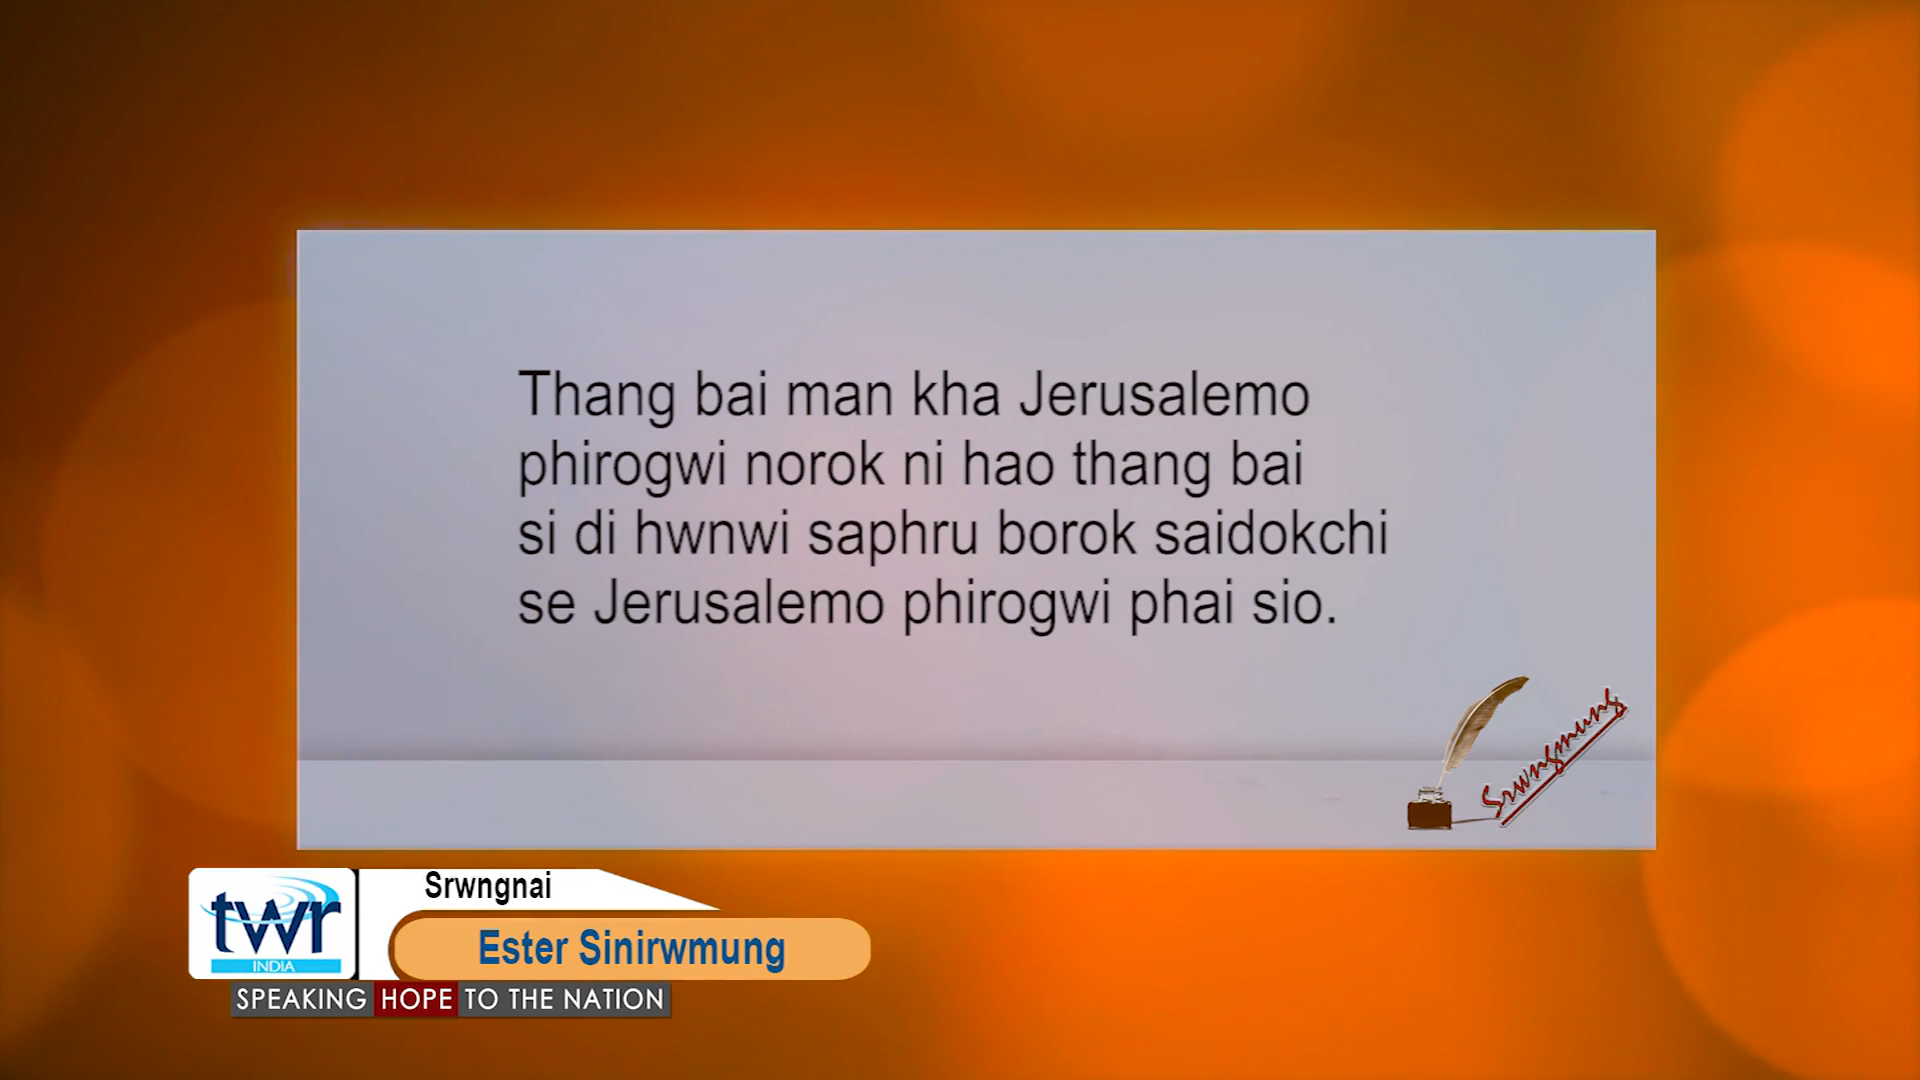 Thang bai man kha Jerusalemo
phirogwi norok ni hao thang bai
si di hwnwi saphru borok saidokchi
se Jerusalemo phirogwi phai sio.
Srwngmung
twr
INDIA
Srwngnai
Ester Sinirwmung
SPEAKING HOPE TO THE NATION